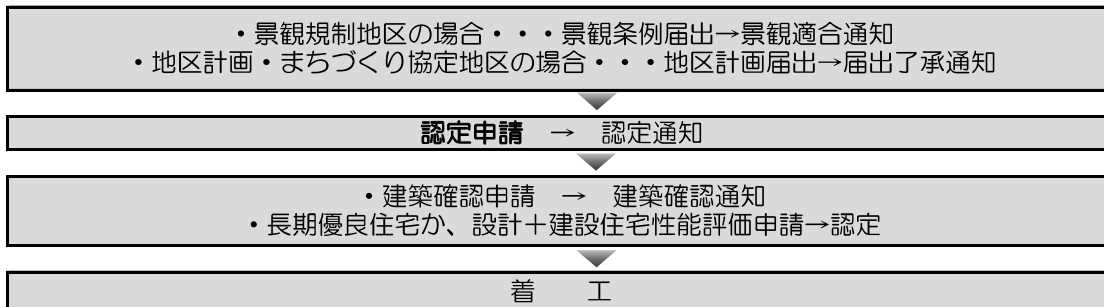 ・景観規制地区の場合・・・景観条例届出→景観適合通知
・地区計画・まちづくり協定地区の場合・・・地区計画届出→届出了承通知
認定申請　→　認定通知
・建築確認申請　→　建築確認通知
・長期優良住宅か、設計＋建設住宅性能評価申請→認定
着　　工